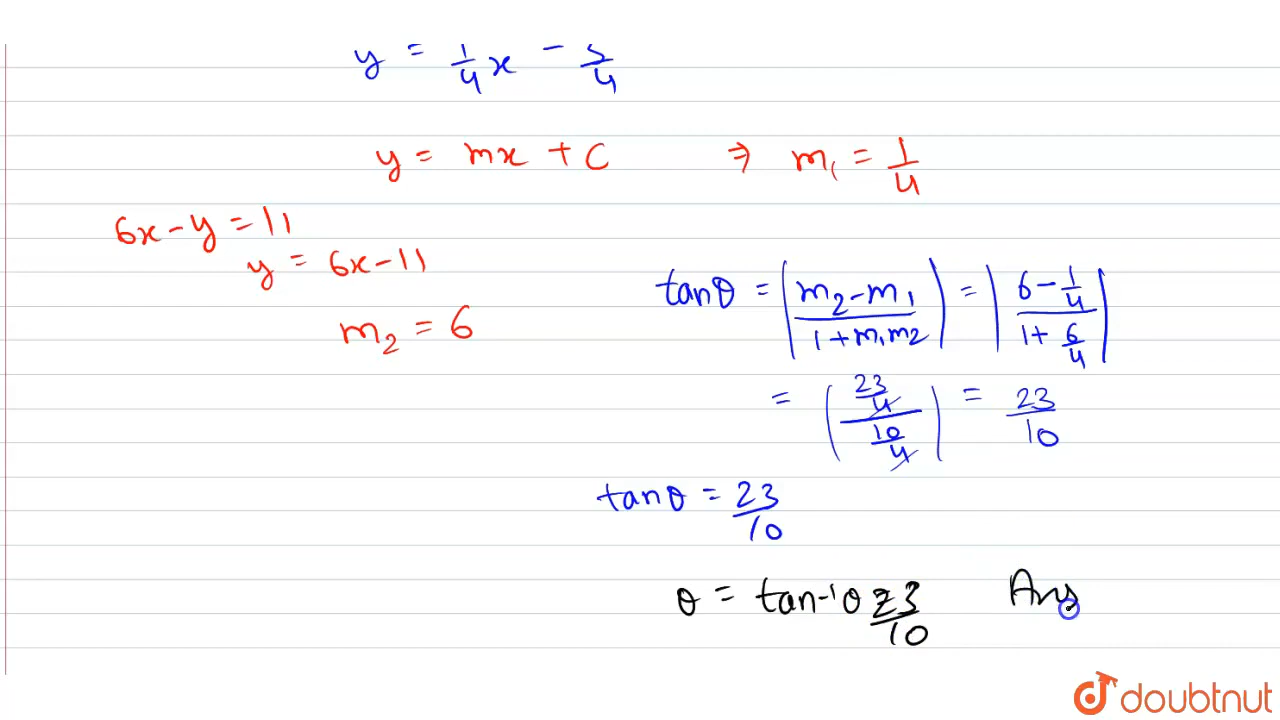 y = 1/4 x -
y = mx + C ⇒ m₁ = 1/4
6x - y = 11
y = 6x - 11
m₂ = 6
tanθ = |(m₂ - m₁)/(1 + m₁m₂)| = |(6 - 1/4)/(1 + 6/4)|
= |(23/4)/(10/4)| = 23/10
tanθ = 23/10
θ = tan-1 θ 23/10 Ans
doubtnut